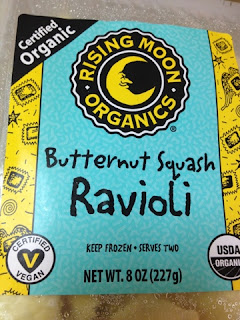 Certified
Organic
RISING MOON
ORGANICS
®
Butternut Squash
Ravioli
KEEP FROZEN • SERVES TWO
CERTIFIED
V
VEGAN
USDA
ORGANIC
NET WT. 8 OZ (227g)